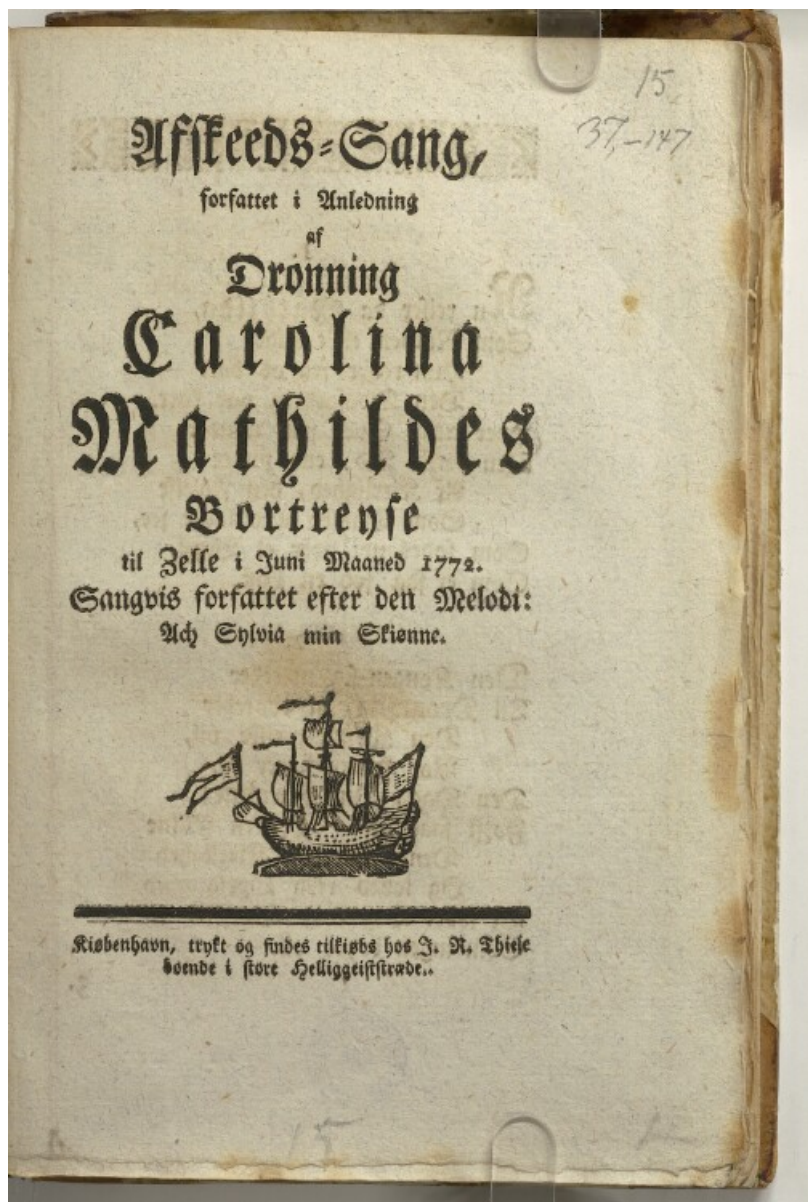 15
37,-147
Afskeeds-Sang,
forfattet i Anledning
af
Dronning
Carolina
Mathildes
Bortreyse
til Zelle i Juni Maaned 1772.
Sangvis forfattet efter den Melodi:
Ach Sylvia min Skiønne.
Kiøbenhavn, trykt og findes tilkiøbs hos J. R. Thiele
boende i store Helliggeiststræde.
15